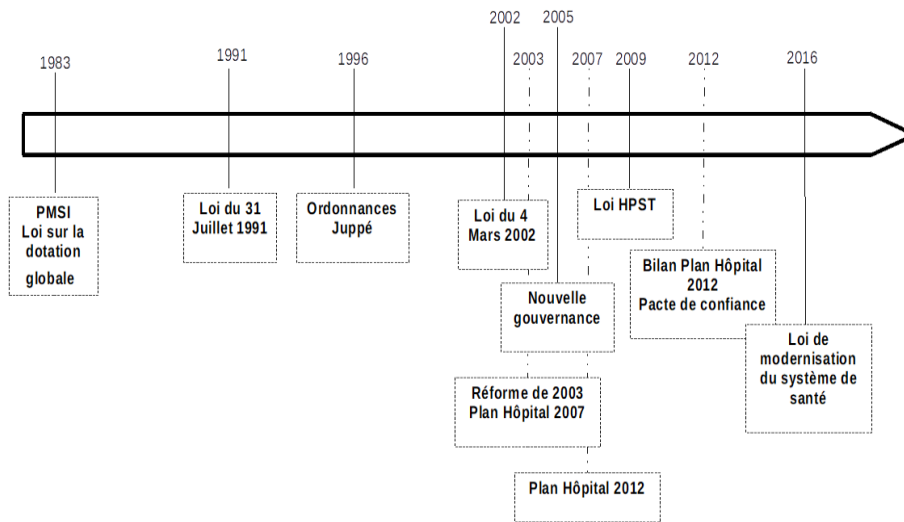 2002
2005
1983
1991
1996
2003
2007
2009
2012
2016
PMSI
Loi sur la
dotation
globale
Loi du 31
Juillet 1991
Ordonnances
Juppé
Loi du 4
Mars 2002
Loi HPST
Nouvelle
gouvernance
Bilan Plan Hôpital
2012
Pacte de confiance
Loi de
modernisation
du système de
santé
Réforme de 2003
Plan Hôpital 2007
Plan Hôpital 2012